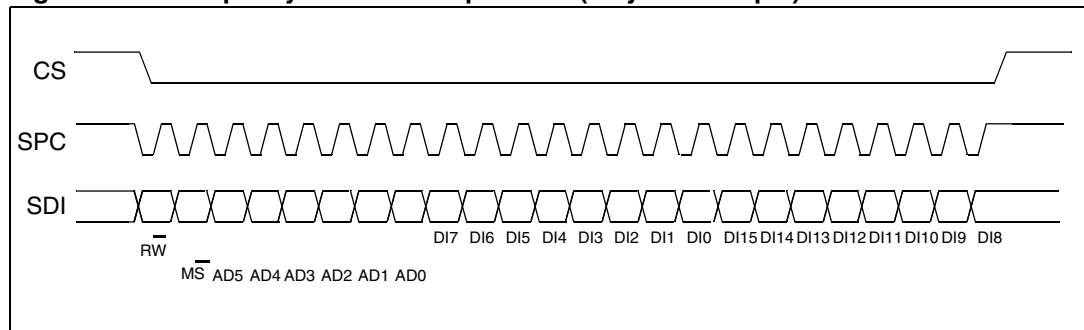 CS
SPC
SDI
DI7 DI6 DI5 DI4 DI3 DI2 DI1 DI0 DI15 DI14 DI13 DI12 DI11 DI10 DI9 DI8
RW
MS AD5 AD4 AD3 AD2 AD1 AD0